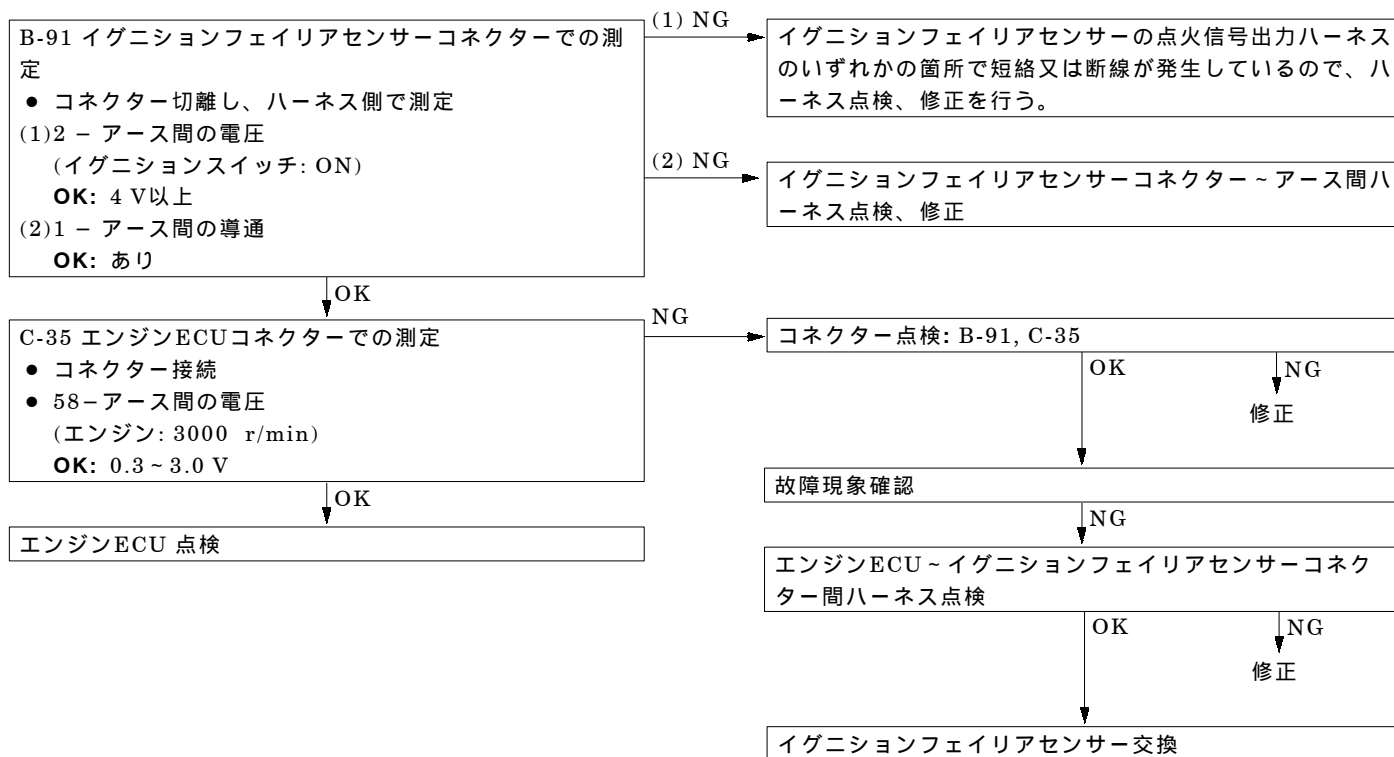 B-91 イグニションフェイリアセンサーコネクターでの測
定
● コネクター切離し、ハーネス側で測定
(1)2 – アース間の電圧
(イグニションスイッチ: ON)
OK: 4 V以上
(2)1 – アース間の導通
OK: あり
(1) NG
イグニションフェイリアセンサーの点火信号出力ハーネス
のいずれかの箇所で短絡又は断線が発生しているので、ハ
ーネス点検、修正を行う。
(2) NG
イグニションフェイリアセンサーコネクター ~ アース間ハ
ーネス点検、修正
OK
C-35 エンジンECUコネクターでの測定
● コネクター接続
● 58–アース間の電圧
(エンジン: 3000 r/min)
OK: 0.3 ~ 3.0 V
NG
コネクター点検: B-91, C-35
OK
NG
修正
OK
エンジンECU 点検
故障現象確認
NG
エンジンECU ~ イグニションフェイリアセンサーコネク
ター間ハーネス点検
OK
NG
修正
イグニションフェイリアセンサー交換